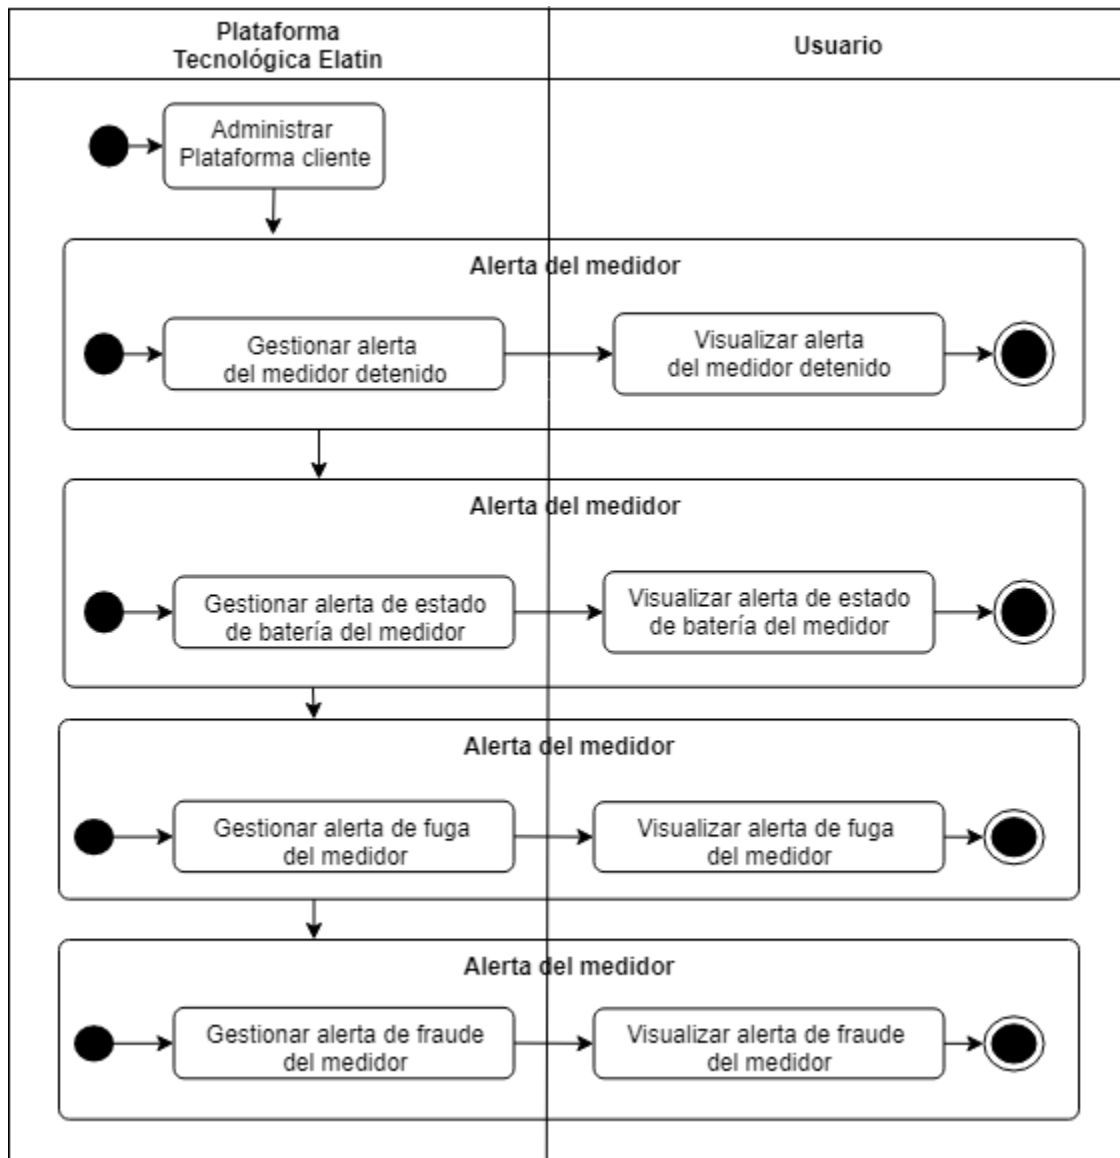 Plataforma
Tecnológica Elatin
Usuario
Administrar
Plataforma cliente
Alerta del medidor
Gestionar alerta
del medidor detenido
Visualizar alerta
del medidor detenido
Alerta del medidor
Gestionar alerta de estado
de batería del medidor
Visualizar alerta de estado
de batería del medidor
Alerta del medidor
Gestionar alerta de fuga
del medidor
Visualizar alerta de fuga
del medidor
Alerta del medidor
Gestionar alerta de fraude
del medidor
Visualizar alerta de fraude
del medidor